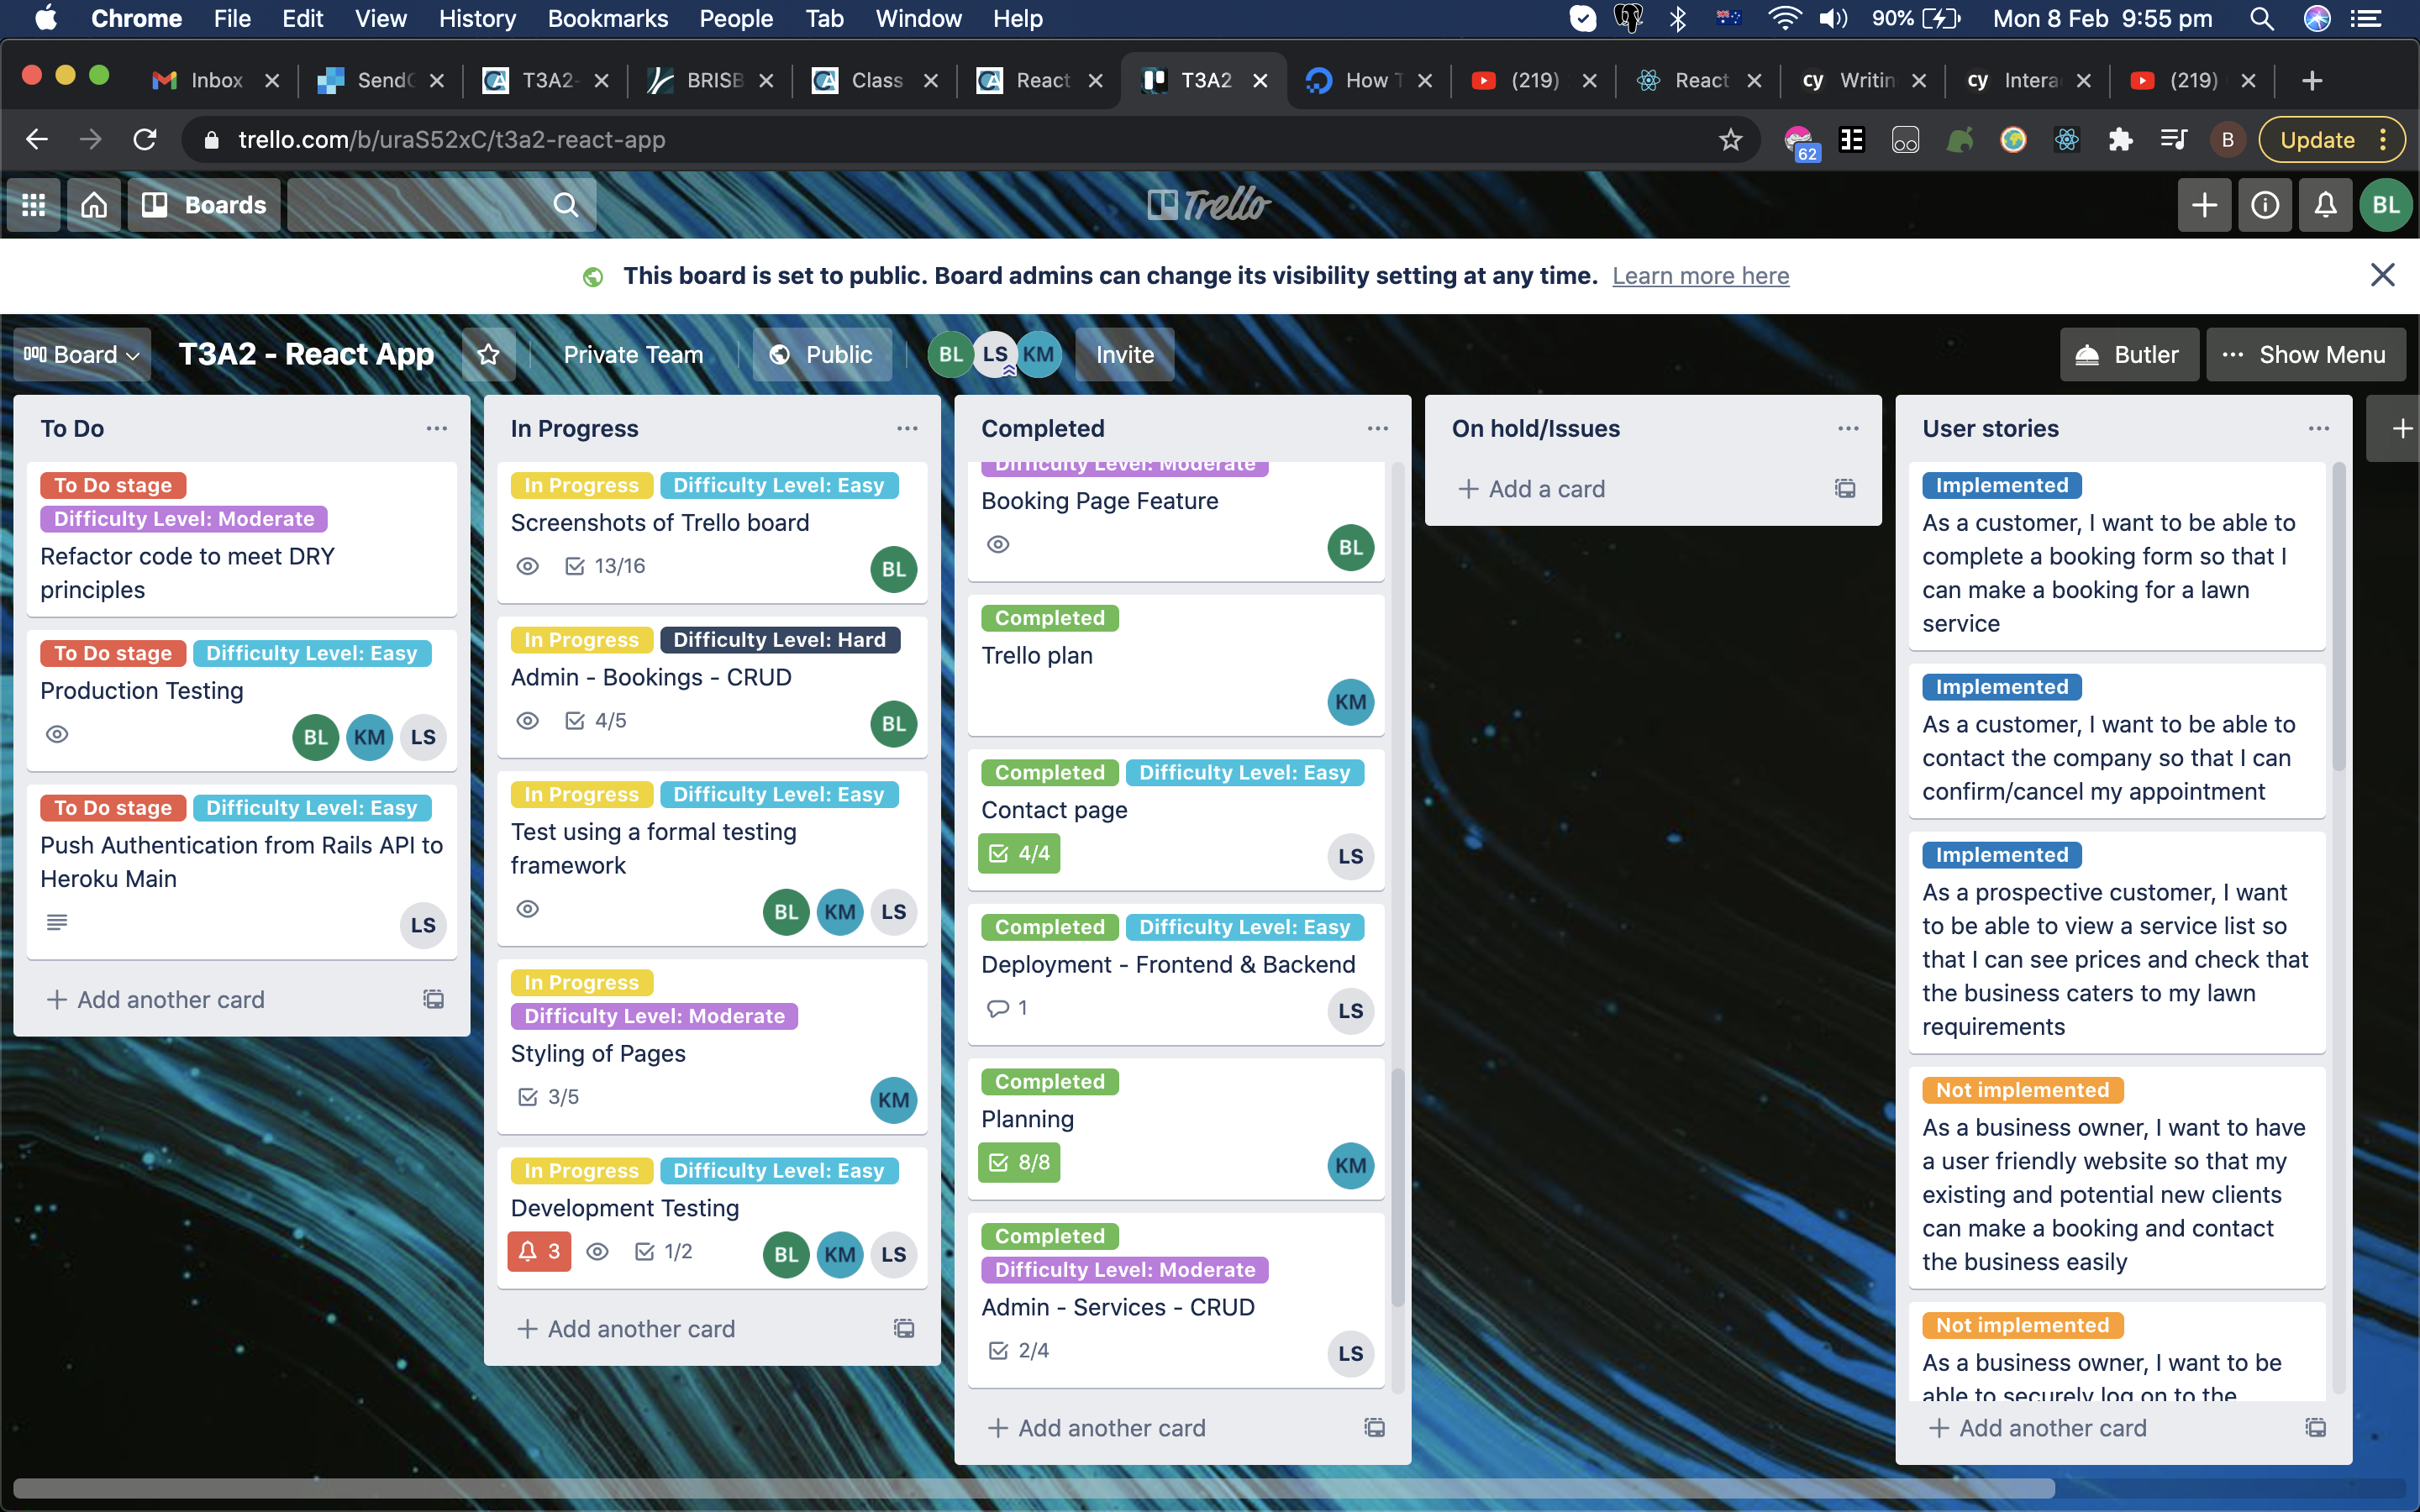 Chrome File Edit View History Bookmarks People Tab Window Help 90% Mon 8 Feb 9:55 pm
Inbox SendG T3A2- BRISB Class React T3A2 How T (219) React cy Writin cy Intera (219)
trello.com/b/uraS52xC/t3a2-react-app 62 B Update
Boards Trello BL
This board is set to public. Board admins can change its visibility setting at any time. Learn more here
Board T3A2 - React App Private Team Public BL LS KM Invite Butler Show Menu
To Do
To Do stage
Difficulty Level: Moderate
Refactor code to meet DRY
principles
To Do stage Difficulty Level: Easy
Production Testing
BL KM LS
To Do stage Difficulty Level: Easy
Push Authentication from Rails API to
Heroku Main
LS
Add another card
In Progress
In Progress Difficulty Level: Easy
Screenshots of Trello board
13/16 BL
In Progress Difficulty Level: Hard
Admin - Bookings - CRUD
4/5 BL
In Progress Difficulty Level: Easy
Test using a formal testing
framework
BL KM LS
In Progress
Difficulty Level: Moderate
Styling of Pages
3/5 KM
In Progress Difficulty Level: Easy
Development Testing
3 1/2 BL KM LS
Add another card
Completed
Difficulty Level: Moderate
Booking Page Feature
BL
Completed
Trello plan
KM
Completed Difficulty Level: Easy
Contact page
4/4 LS
Completed Difficulty Level: Easy
Deployment - Frontend & Backend
1 LS
Completed
Planning
8/8 KM
Completed
Difficulty Level: Moderate
Admin - Services - CRUD
2/4 LS
Add another card
On hold/Issues
Add a card
User stories
Implemented
As a customer, I want to be able to
complete a booking form so that I
can make a booking for a lawn
service
Implemented
As a customer, I want to be able to
contact the company so that I can
confirm/cancel my appointment
Implemented
As a prospective customer, I want
to be able to view a service list so
that I can see prices and check that
the business caters to my lawn
requirements
Not implemented
As a business owner, I want to have
a user friendly website so that my
existing and potential new clients
can make a booking and contact
the business easily
Not implemented
As a business owner, I want to be
able to securely log on to the
Add another card